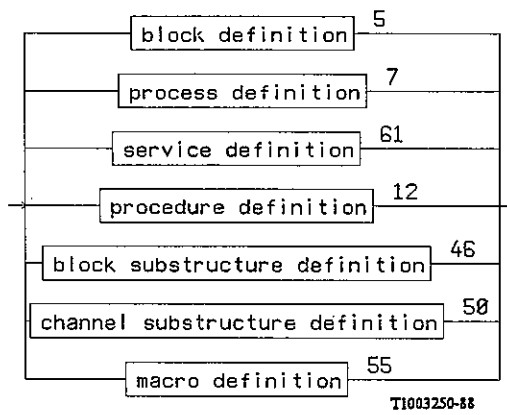 block definition 5
process definition 7
service definition 61
procedure definition 12
block substructure definition 46
channel substructure definition 50
macro definition 55
T1003250-88